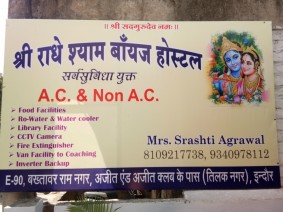 ॥ श्री सदगुरुदेव नमः ॥
श्री राधे श्याम बाँयज होस्टल
सर्वसुबिधा युक्त
A.C. & Non A.C.
Food Facilities
Ro-Water & Water cooler
Library Facility
CCTV Camera
Fire Extinguisher
Van Facility to Coaching
Inverter Backup
Mrs. Srashti Agrawal
8109217738, 9340978112
E-90, बख्तावर राम नगर, अजीत एंड अजीत क्लब के पास (तिलक नगर), इन्दौर